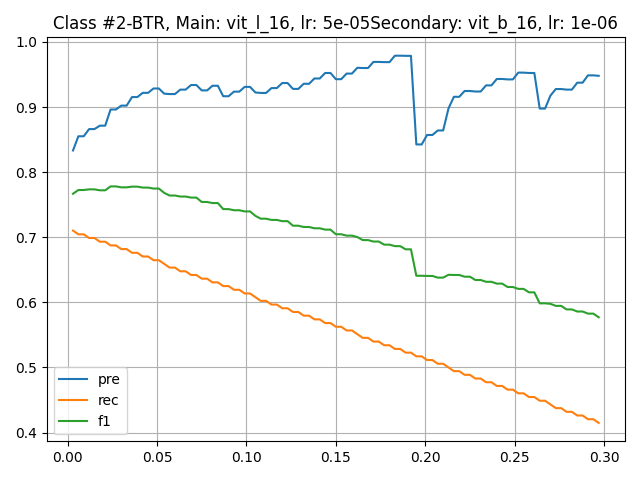 Class #2-BTR, Main: vit_l_16, lr: 5e-05Secondary: vit_b_16, lr: 1e-06
1.0
0.9
0.8
0.7
0.6
0.5
0.4
pre
rec
f1
0.00 0.05 0.10 0.15 0.20 0.25 0.30